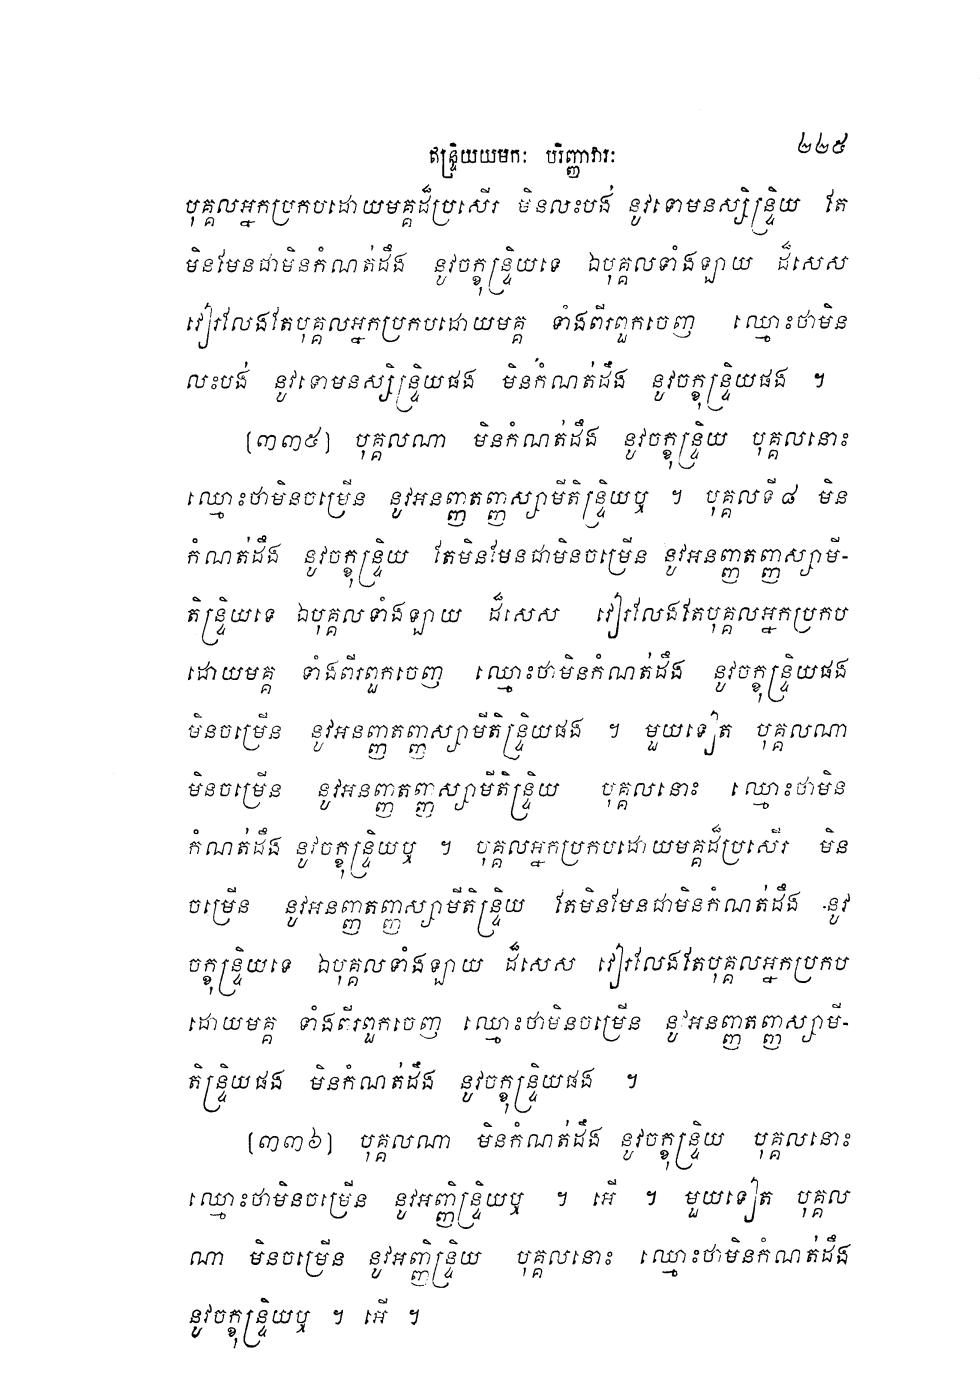 ឥន្ទ្រិយយមកៈ បរិញ្ញាវារៈ ២២៥
បុគ្គលអ្នកប្រកបដោយមគ្គដ៏ប្រសើរ មិនលះបង់ នូវទោមនស្សិន្ទ្រិយ តែ
មិនមែនជាមិនកំណត់ដឹង នូវចក្ខុន្ទ្រិយទេ ឯបុគ្គលទាំងឡាយ ដ៏សេស
វៀរលែងតែបុគ្គលអ្នកប្រកបដោយមគ្គ ទាំងពីរពួកចេញ ឈ្មោះថាមិន
លះបង់ នូវទោមនស្សិន្ទ្រិយផង មិនកំណត់ដឹង នូវចក្ខុន្ទ្រិយផង ។
(៣៣៥) បុគ្គលណា មិនកំណត់ដឹង នូវចក្ខុន្ទ្រិយ បុគ្គលនោះ
ឈ្មោះថាមិនចម្រើន នូវអនញ្ញាតញ្ញស្សាមីតិន្ទ្រិយឬ ។ បុគ្គលទី៨ មិន
កំណត់ដឹង នូវចក្ខុន្ទ្រិយ តែមិនមែនជាមិនចម្រើន នូវអនញ្ញាតញ្ញស្សាមី-
តិន្ទ្រិយទេ ឯបុគ្គលទាំងឡាយ ដ៏សេស វៀរលែងតែបុគ្គលអ្នកប្រកប
ដោយមគ្គ ទាំងពីរពួកចេញ ឈ្មោះថាមិនកំណត់ដឹង នូវចក្ខុន្ទ្រិយផង
មិនចម្រើន នូវអនញ្ញាតញ្ញស្សាមីតិន្ទ្រិយផង ។ មួយទៀត បុគ្គលណា
មិនចម្រើន នូវអនញ្ញាតញ្ញស្សាមីតិន្ទ្រិយ បុគ្គលនោះ ឈ្មោះថាមិន
កំណត់ដឹង នូវចក្ខុន្ទ្រិយឬ ។ បុគ្គលអ្នកប្រកបដោយមគ្គដ៏ប្រសើរ មិន
ចម្រើន នូវអនញ្ញាតញ្ញស្សាមីតិន្ទ្រិយ តែមិនមែនជាមិនកំណត់ដឹង នូវ
ចក្ខុន្ទ្រិយទេ ឯបុគ្គលទាំងឡាយ ដ៏សេស វៀរលែងតែបុគ្គលអ្នកប្រកប
ដោយមគ្គ ទាំងពីរពួកចេញ ឈ្មោះថាមិនចម្រើន នូវអនញ្ញាតញ្ញស្សាមី-
តិន្ទ្រិយផង មិនកំណត់ដឹង នូវចក្ខុន្ទ្រិយផង ។
(៣៣៦) បុគ្គលណា មិនកំណត់ដឹង នូវចក្ខុន្ទ្រិយ បុគ្គលនោះ
ឈ្មោះថាមិនចម្រើន នូវអញ្ញិន្ទ្រិយឬ ។ អើ ។ មួយទៀត បុគ្គល
ណា មិនចម្រើន នូវអញ្ញិន្ទ្រិយ បុគ្គលនោះ ឈ្មោះថាមិនកំណត់ដឹង
នូវចក្ខុន្ទ្រិយឬ ។ អើ ។